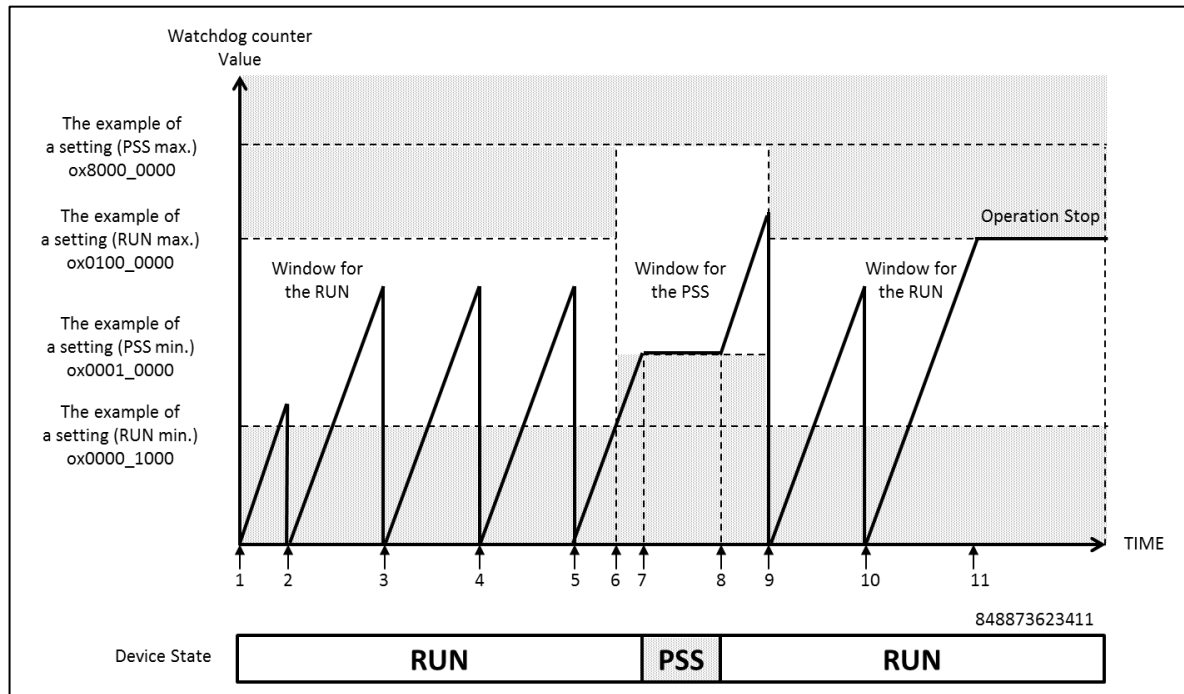 Watchdog counter
Value
The example of
a setting (PSS max.)
ox8000_0000
The example of
a setting (RUN max.)
ox0100_0000
Operation Stop
Window for
the RUN
Window for
the PSS
Window for
the RUN
The example of
a setting (PSS min.)
ox0001_0000
The example of
a setting (RUN min.)
ox0000_1000
TIME
1 2 3 4 5 6 7 8 9 10 11
848873623411
Device State RUN PSS RUN